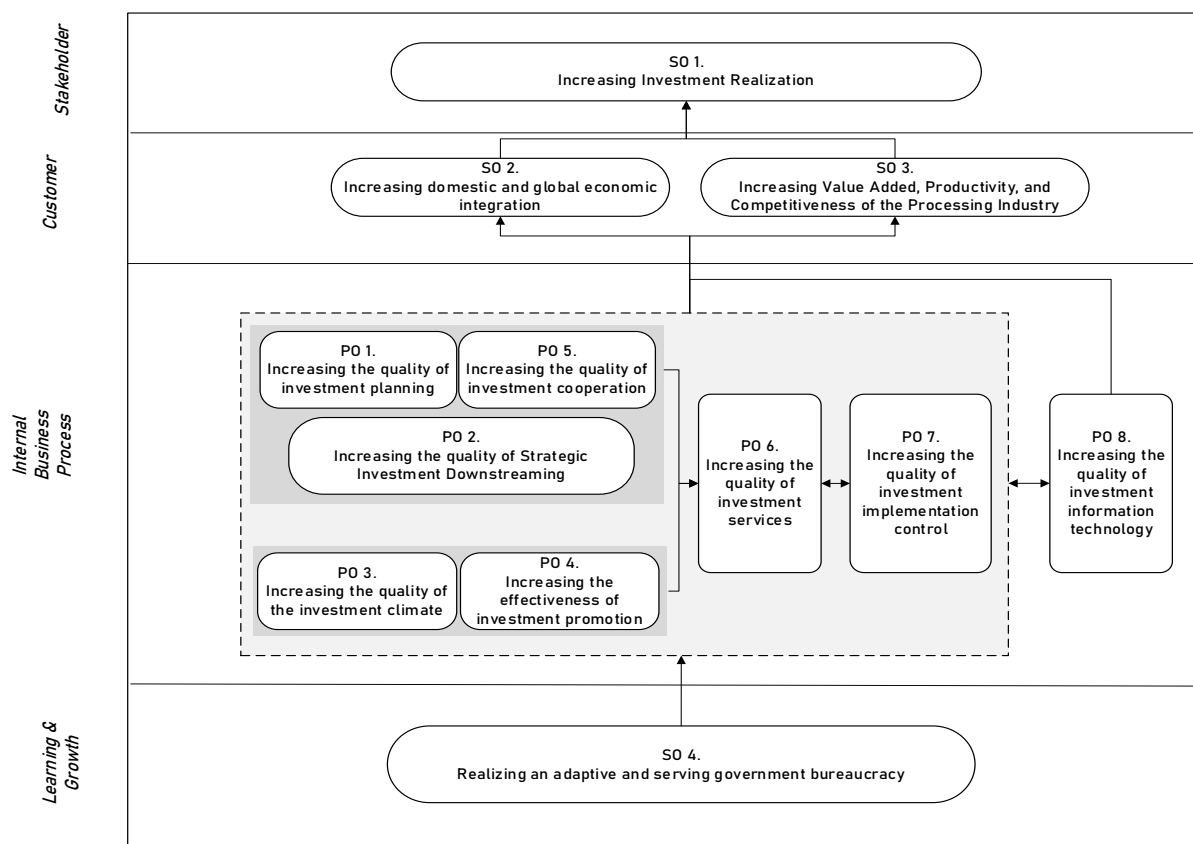 Stakeholder
SO 1.
Increasing Investment Realization
Customer
SO 2.
Increasing domestic and global economic
integration
SO 3.
Increasing Value Added, Productivity, and
Competitiveness of the Processing Industry
Internal
Business
Process
PO 1.
Increasing the quality of
investment planning
PO 5.
Increasing the quality of
investment cooperation
PO 2.
Increasing the quality of Strategic
Investment Downstreaming
PO 3.
Increasing the quality of
the investment climate
PO 4.
Increasing the
effectiveness of
investment promotion
PO 6.
Increasing the
quality of
investment
services
PO 7.
Increasing the
quality of
investment
implementation
control
PO 8.
Increasing the
quality of
investment
information
technology
Learning &
Growth
SO 4.
Realizing an adaptive and serving government bureaucracy